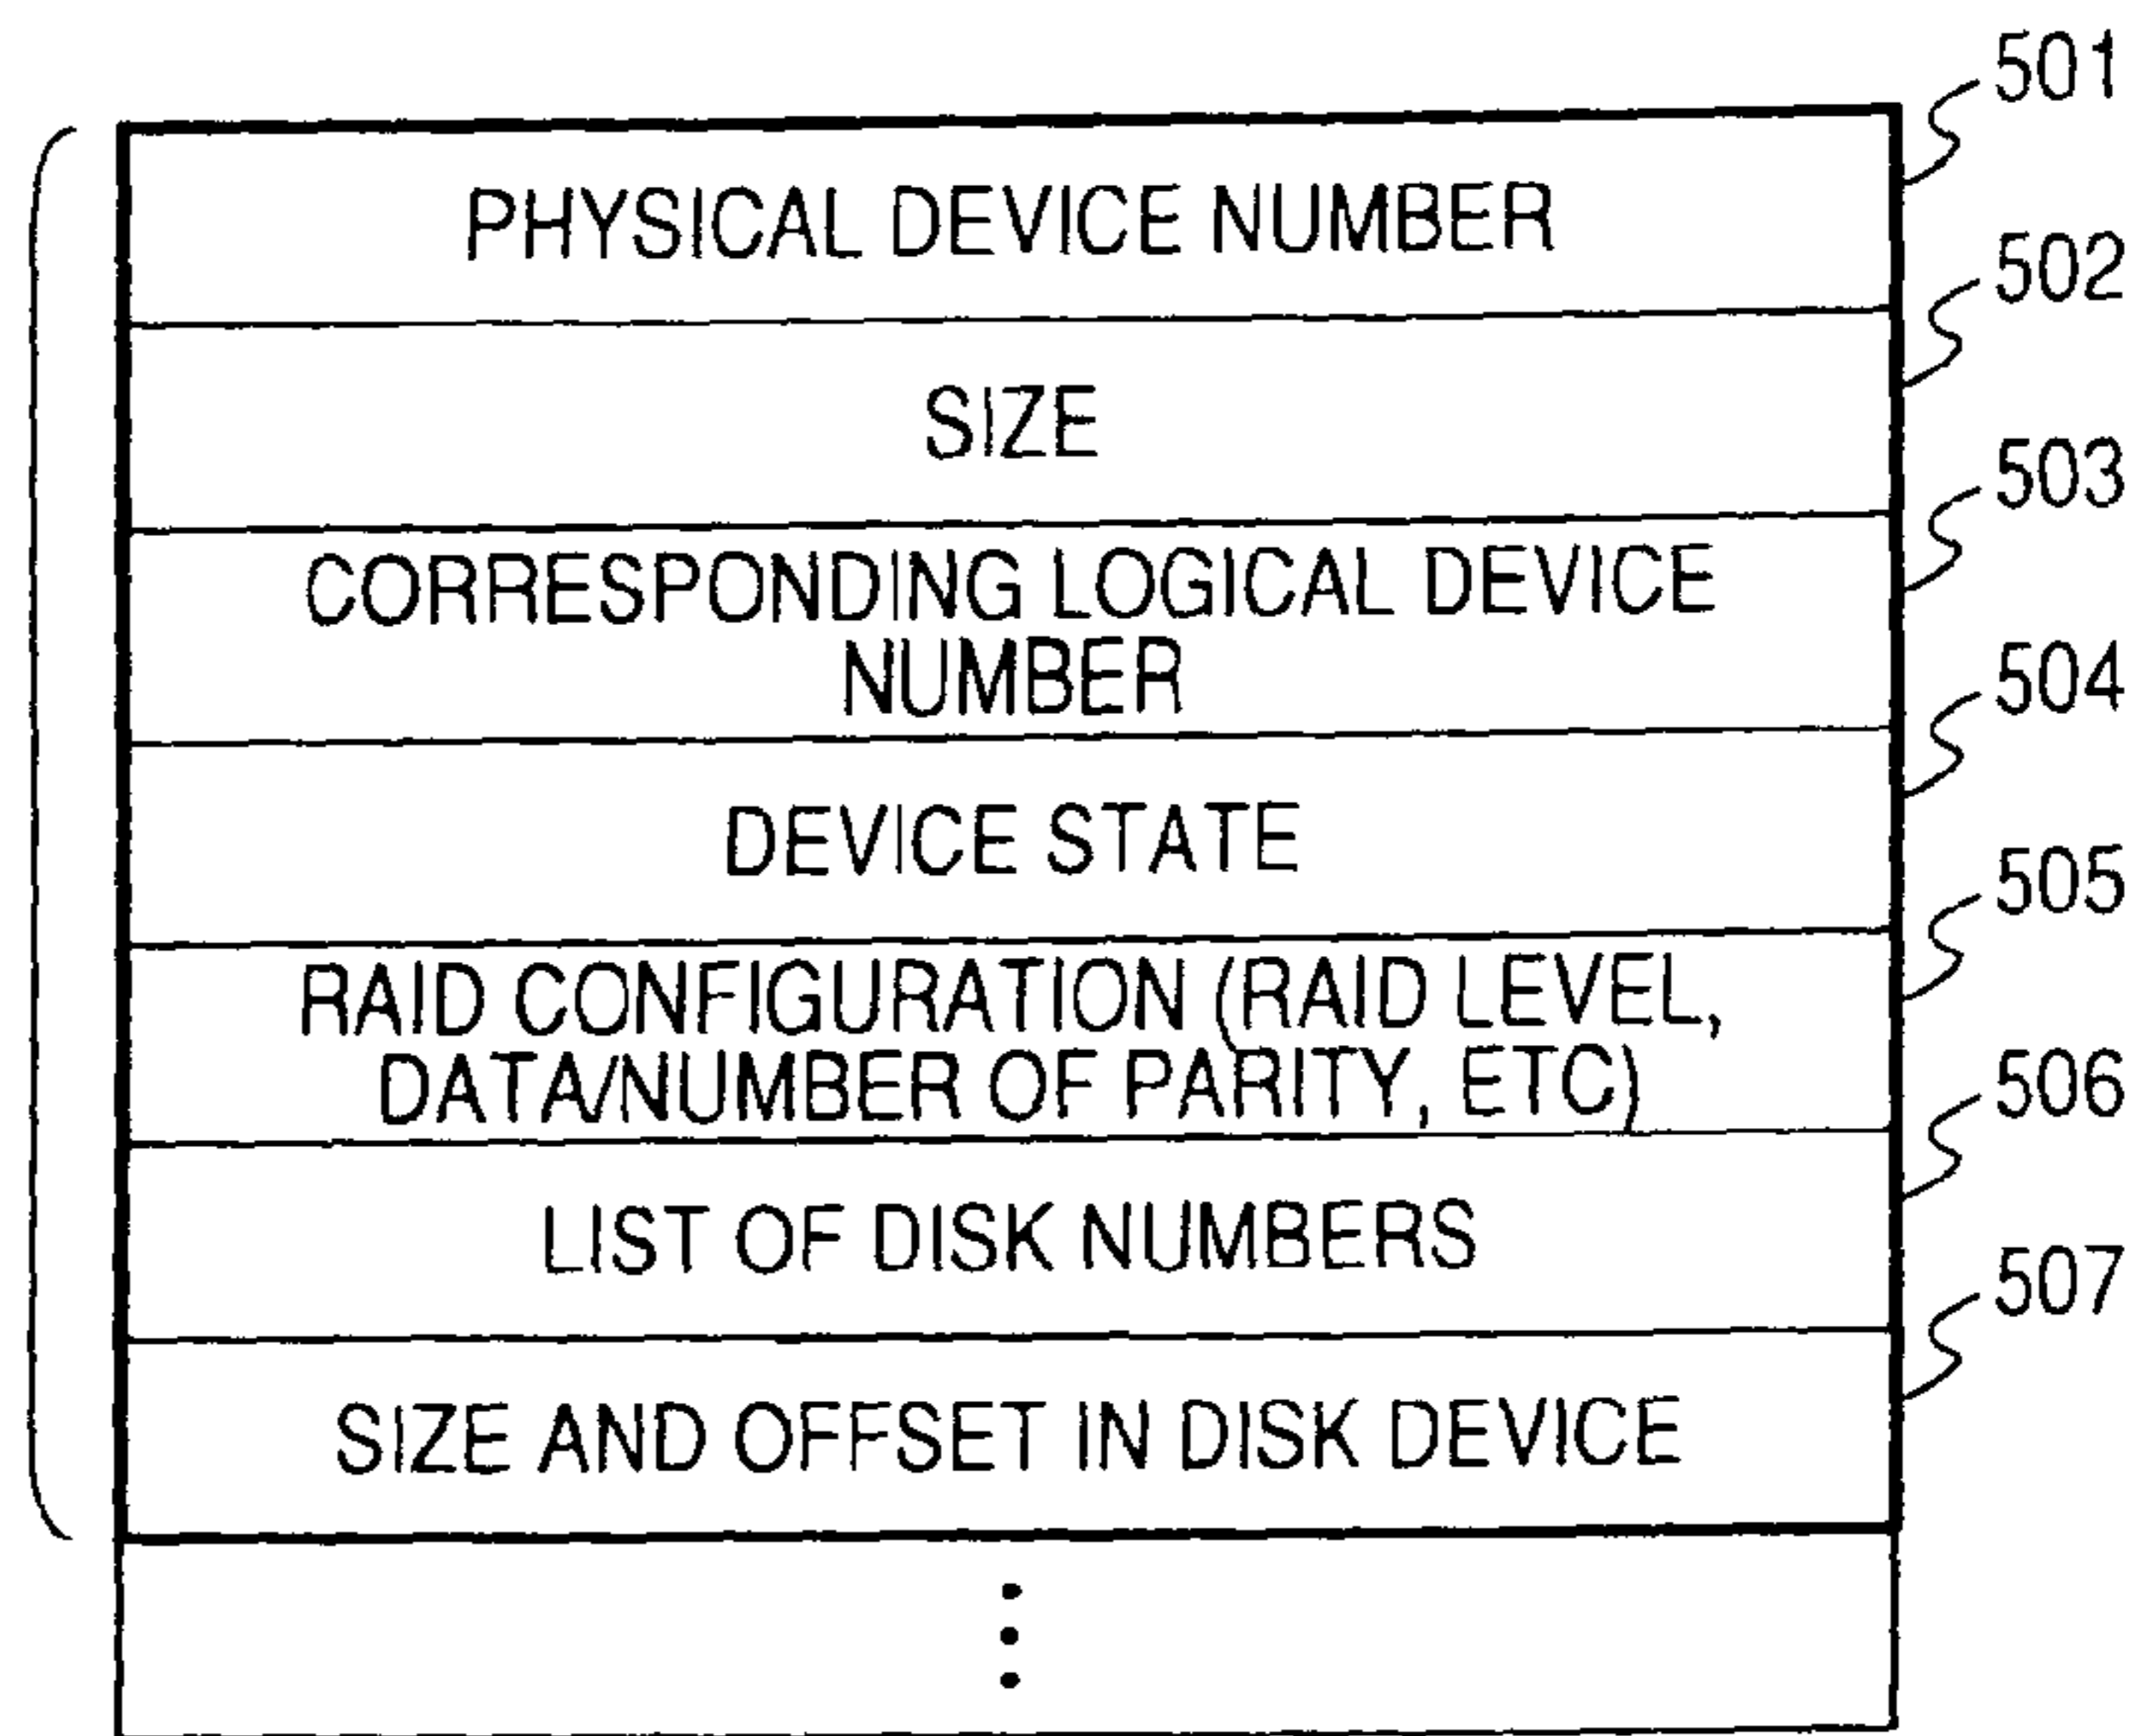 501
PHYSICAL DEVICE NUMBER
502
SIZE
503
CORRESPONDING LOGICAL DEVICE
NUMBER
504
DEVICE STATE
505
RAID CONFIGURATION (RAID LEVEL,
DATA/NUMBER OF PARITY, ETC)
506
LIST OF DISK NUMBERS
507
SIZE AND OFFSET IN DISK DEVICE